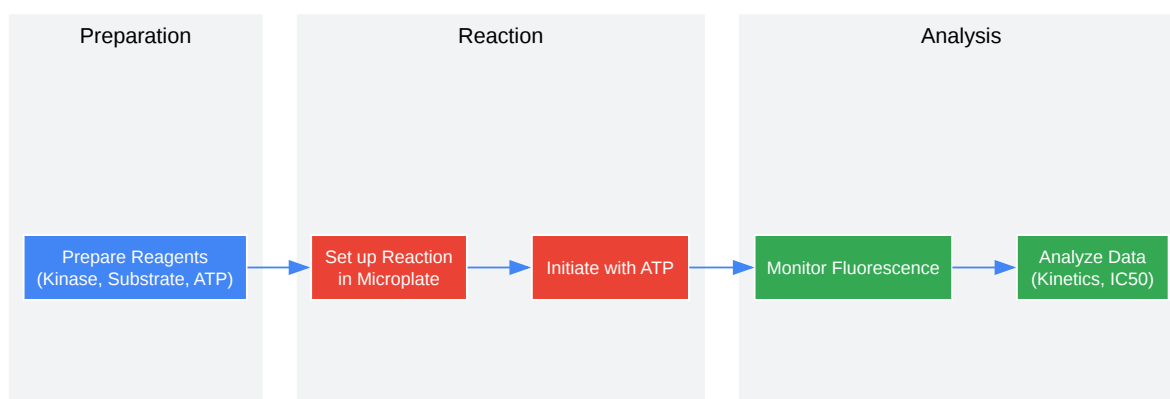 Preparation
Reaction
Analysis
Prepare Reagents
(Kinase, Substrate, ATP)
Set up Reaction
in Microplate
Initiate with ATP
Monitor Fluorescence
Analyze Data
(Kinetics, IC50)